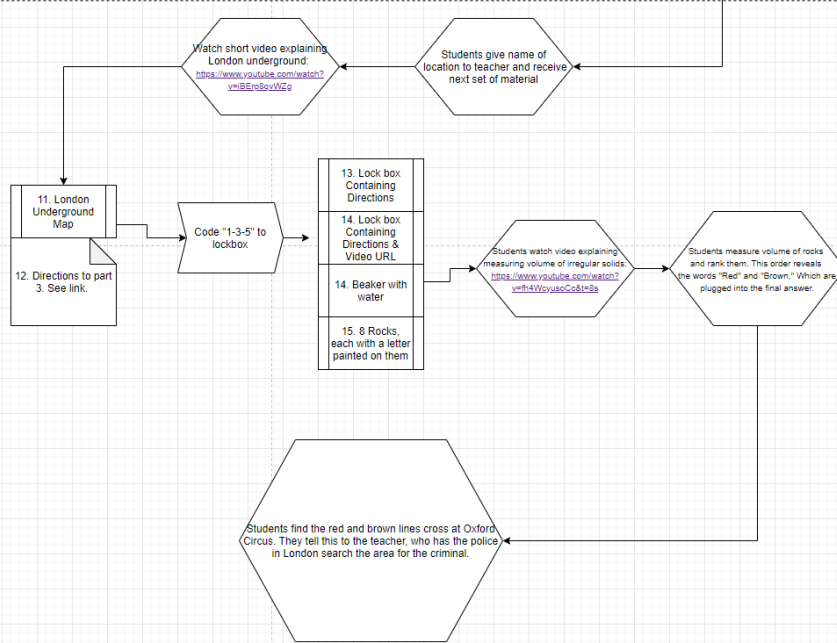 Watch short video explaining
London underground:
https://www.youtube.com/watch?
v=iBErp8qvWZg
Students give name of
location to teacher and receive
next set of material
11. London
Underground
Map
12. Directions to part
3. See link.
Code "1-3-5" to
lockbox
13. Lock box
Containing
Directions
14. Lock box
Containing
Directions &
Video URL
14. Beaker with
water
15. 8 Rocks,
each with a letter
painted on them
Students watch video explaining
measuring volume of irregular solids:
https://www.youtube.com/watch?
v=fh4WcyusoCc&t=8s
Students measure volume of rocks
and rank them. This order reveals
the words "Red" and "Brown," Which are
plugged into the final answer.
Students find the red and brown lines cross at Oxford
Circus. They tell this to the teacher, who has the police
in London search the area for the criminal.